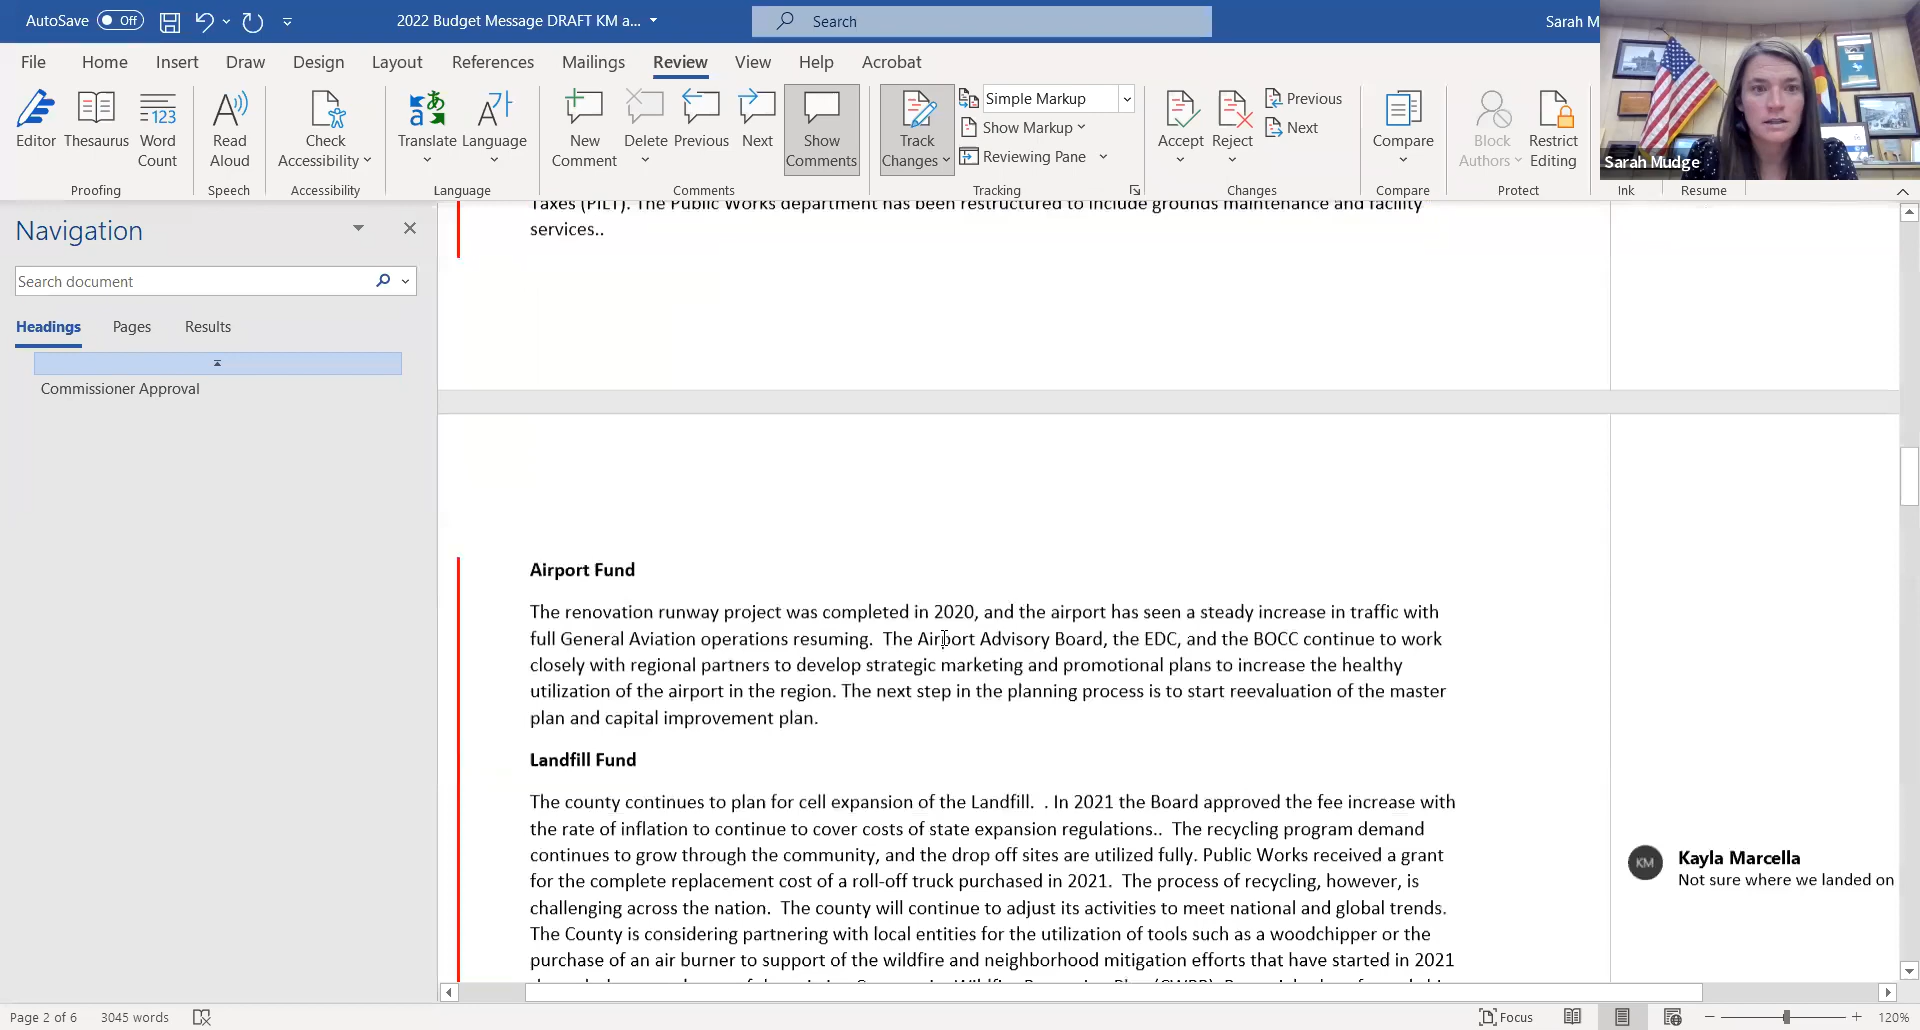 AutoSave Off 2022 Budget Message DRAFT KM a... Search Sarah M
File Home Insert Draw Design Layout References Mailings Review View Help Acrobat
Editor Thesaurus Word Count
Proofing
Read Aloud
Speech
Check Accessibility
Accessibility
Translate Language
Language
New Comment Delete Previous Next Show Comments
Comments
Track Changes
Simple Markup
Show Markup
Reviewing Pane
Tracking
Accept Reject
Previous
Next
Changes
Compare
Compare
Block Authors Restrict Editing
Protect
Ink
Resume
Sarah Mudge
Navigation
Search document
Headings Pages Results
Commissioner Approval
Taxes (PILT). The Public Works department has been restructured to include grounds maintenance and facility
services..
Airport Fund
The renovation runway project was completed in 2020, and the airport has seen a steady increase in traffic with
full General Aviation operations resuming.  The Airport Advisory Board, the EDC, and the BOCC continue to work
closely with regional partners to develop strategic marketing and promotional plans to increase the healthy
utilization of the airport in the region. The next step in the planning process is to start reevaluation of the master
plan and capital improvement plan.
Landfill Fund
The county continues to plan for cell expansion of the Landfill.  . In 2021 the Board approved the fee increase with
the rate of inflation to continue to cover costs of state expansion regulations..  The recycling program demand
continues to grow through the community, and the drop off sites are utilized fully. Public Works received a grant
for the complete replacement cost of a roll-off truck purchased in 2021.  The process of recycling, however, is
challenging across the nation.  The county will continue to adjust its activities to meet national and global trends.
The County is considering partnering with local entities for the utilization of tools such as a woodchipper or the
purchase of an air burner to support of the wildfire and neighborhood mitigation efforts that have started in 2021
KM Kayla Marcella
Not sure where we landed on
Page 2 of 6 3045 words Focus 120%